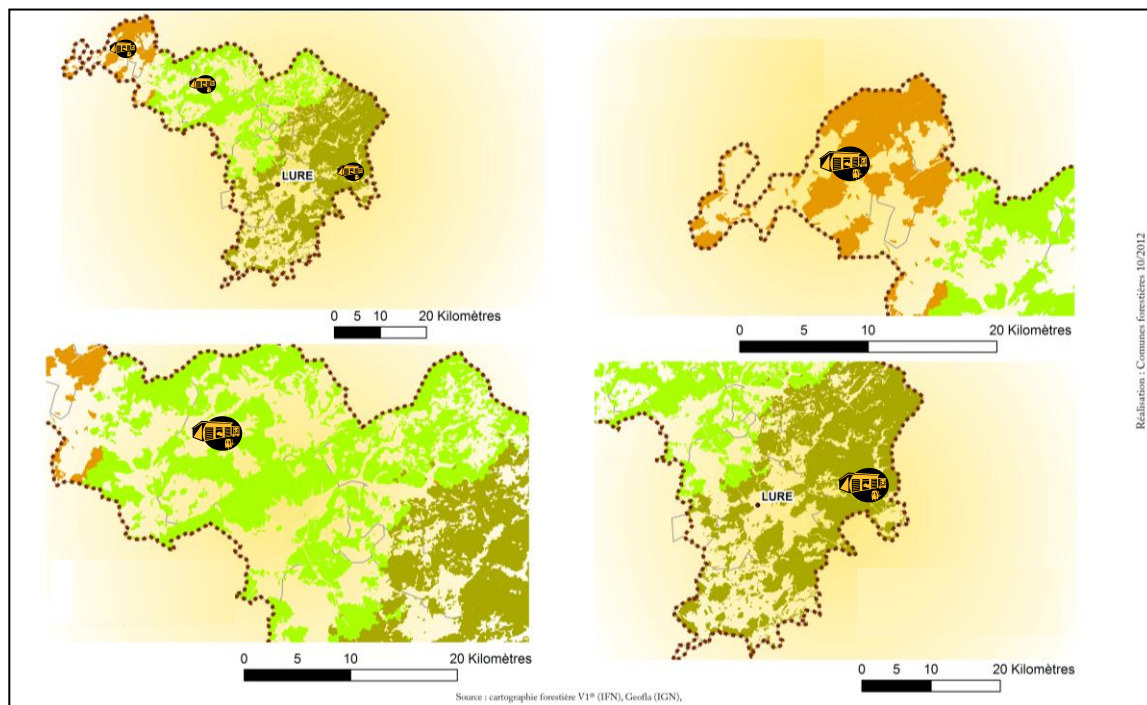 LURE
0 5 10 20 Kilomètres
0 5 10 20 Kilomètres
LURE
0 5 10 20 Kilomètres
0 5 10 20 Kilomètres
Source : cartographie forestière V1® (IFN), Geofla (IGN),
Réalisation : Comunes forestières 10/2012